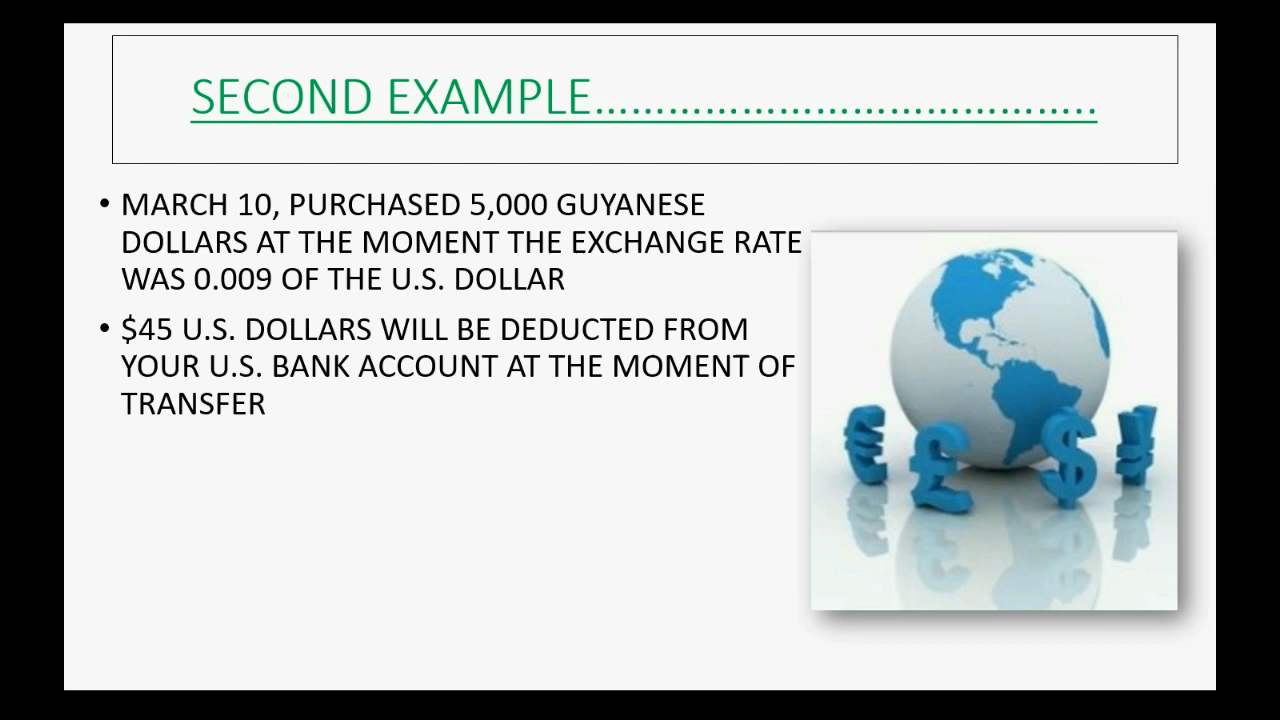 SECOND EXAMPLE…………………………………..
• MARCH 10, PURCHASED 5,000 GUYANESE
DOLLARS AT THE MOMENT THE EXCHANGE RATE
WAS 0.009 OF THE U.S. DOLLAR
• $45 U.S. DOLLARS WILL BE DEDUCTED FROM
YOUR U.S. BANK ACCOUNT AT THE MOMENT OF
TRANSFER
€ £ $ ¥